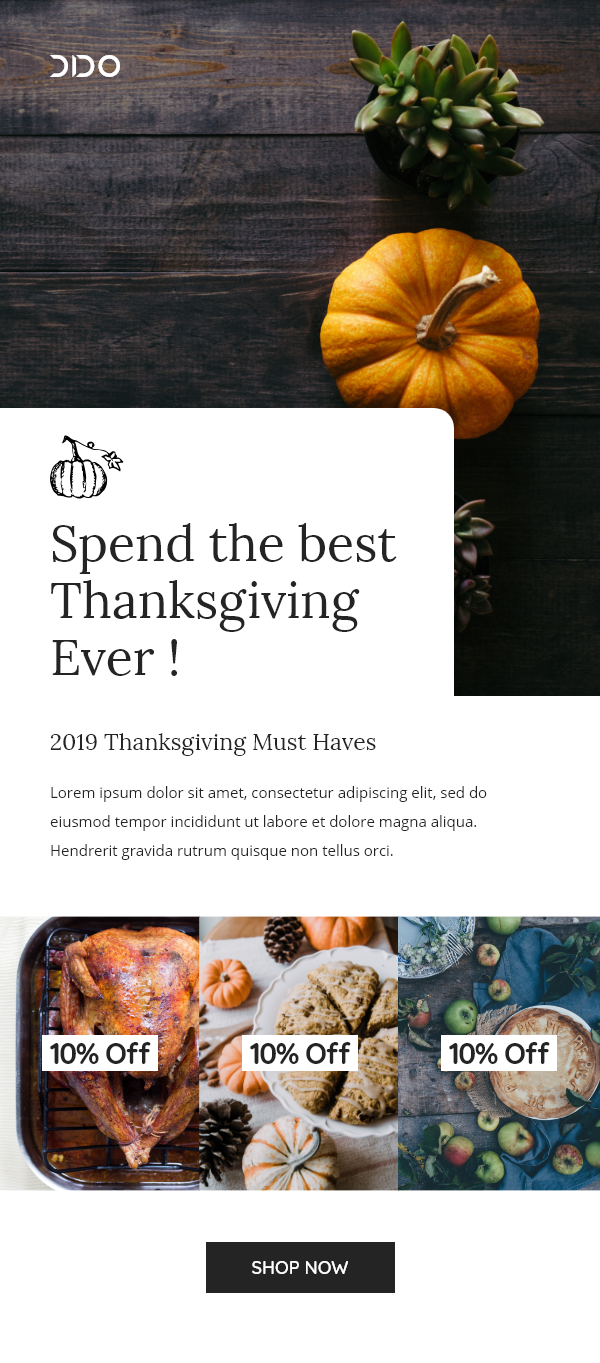 DDO
Spend the best
Thanksgiving
Ever !
2019 Thanksgiving Must Haves
Lorem ipsum dolor sit amet, consectetur adipiscing elit, sed do
eiusmod tempor incididunt ut labore et dolore magna aliqua.
Hendrerit gravida rutrum quisque non tellus orci.
10% Off 10% Off 10% Off
SHOP NOW